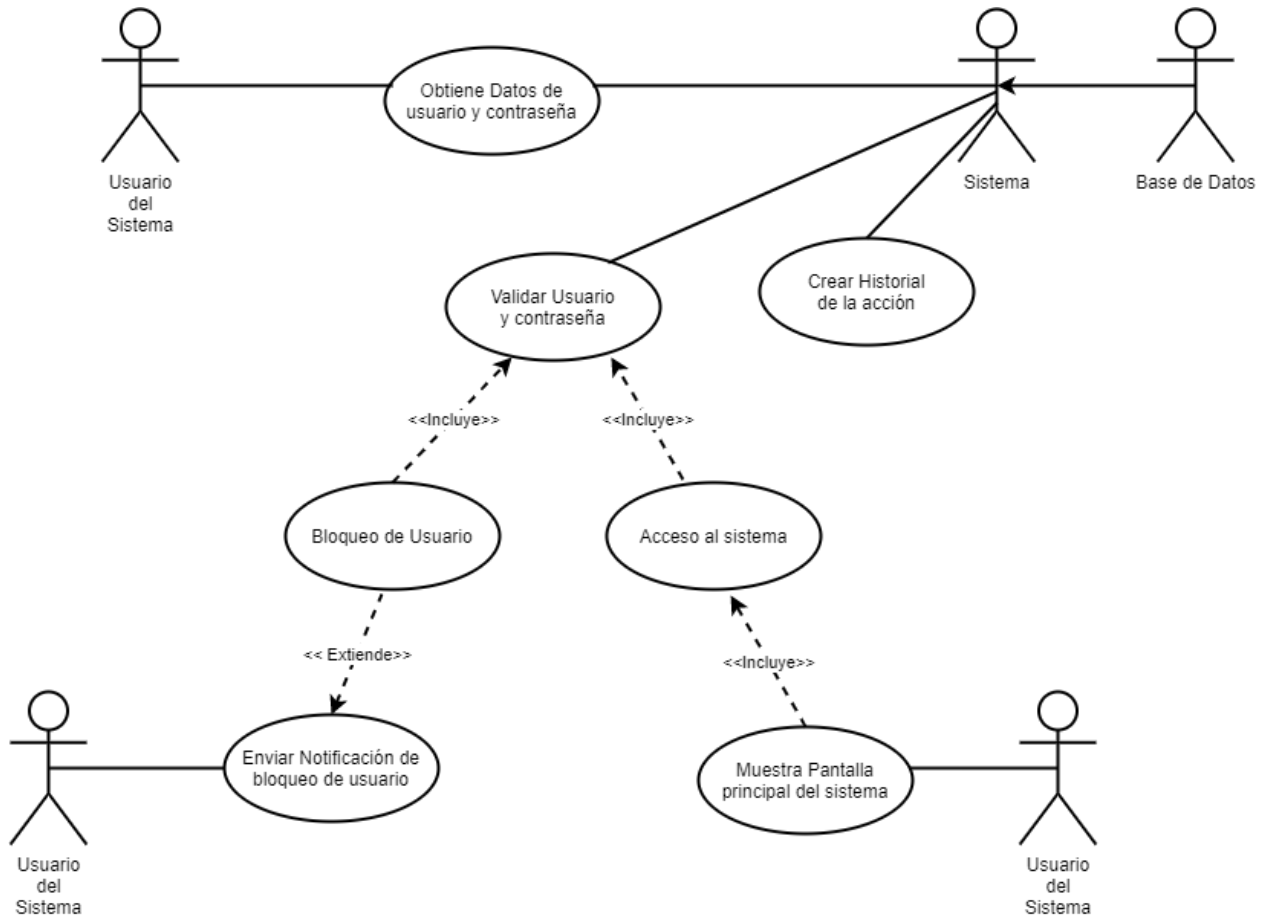 Obtiene Datos de
usuario y contraseña
Usuario
del
Sistema
Sistema
Base de Datos
Validar Usuario
y contraseña
Crear Historial
de la acción
<<Incluye>>
<<Incluye>>
Bloqueo de Usuario
Acceso al sistema
<< Extiende>>
<<Incluye>>
Enviar Notificación de
bloqueo de usuario
Muestra Pantalla
principal del sistema
Usuario
del
Sistema
Usuario
del
Sistema